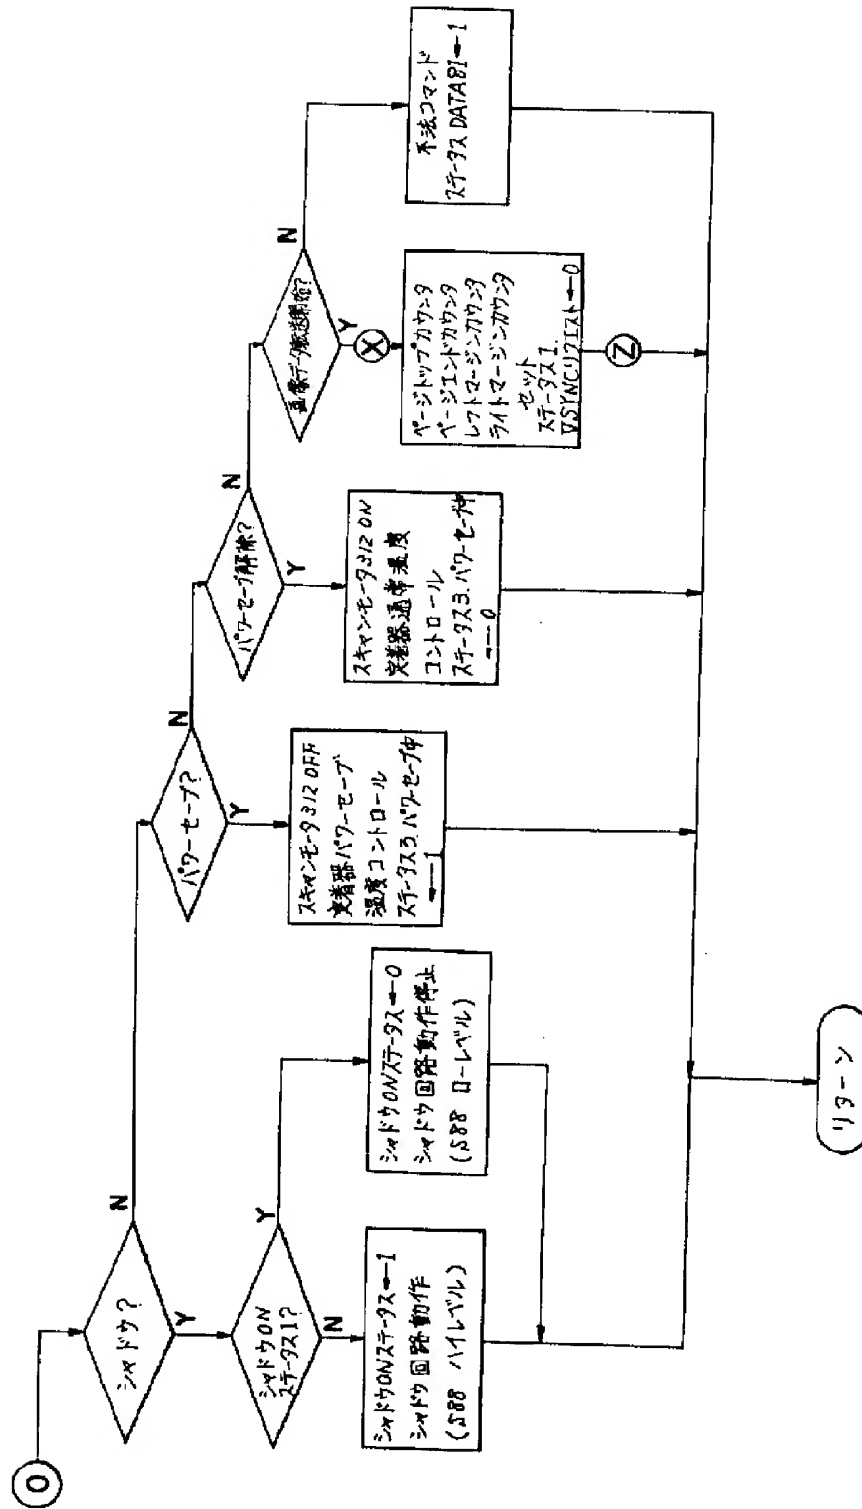 O
シャドウ?
N
Y
シャドウON
ステータス1?
Y
N
シャドウONステータス←1
シャドウ回路動作
(S88 ハイレベル)
シャドウONステータス←0
シャドウ回路動作停止
(S88 ローレベル)
パワーセーブ?
N
Y
スキャンモータ312 OFF
定着器パワーセーブ
温度コントロール
ステータス3.パワーセーブ中
←1
パワーセーブ解除?
N
Y
スキャンモータ312 ON
定着器通常温度
コントロール
ステータス3.パワーセーブ中
←0
画像データ転送開始?
N
Y
X
ページトップカウンタ
ページエンドカウンタ
レフトマージンカウンタ
ライトマージンカウンタ
セット
ステータス1.
VSYNCリクエスト←0
Z
不法コマンド
ステータス DATA81←1
リターン